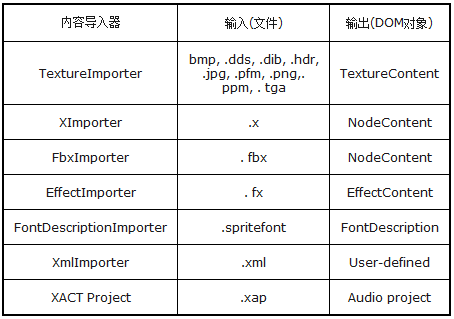 内容导入器 输入(文件) 输出(DOM对象)
TextureImporter bmp, .dds, .dib, .hdr, .jpg, .pfm, .png,. ppm, . tga TextureContent
XImporter .x NodeContent
FbxImporter . fbx NodeContent
EffectImporter . fx EffectContent
FontDescriptionImporter .spritefont FontDescription
XmlImporter .xml User-defined
XACT Project .xap Audio project